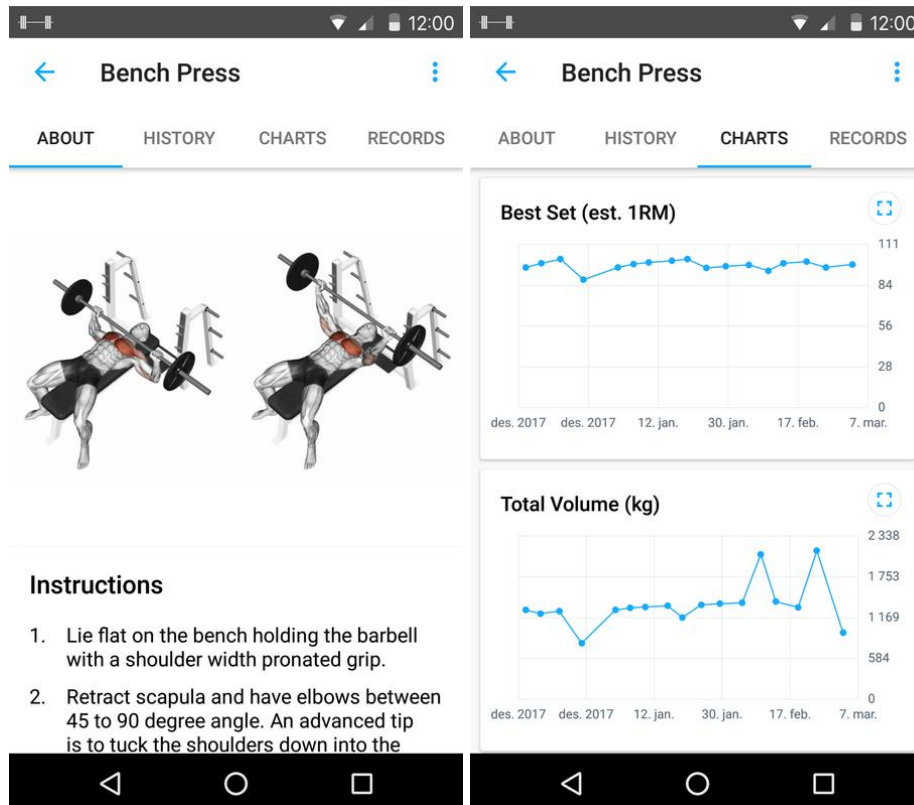 12:00
Bench Press
ABOUT HISTORY CHARTS RECORDS
Instructions
1. Lie flat on the bench holding the barbell
with a shoulder width pronated grip.
2. Retract scapula and have elbows between
45 to 90 degree angle. An advanced tip
is to tuck the shoulders down into the
12:00
Bench Press
ABOUT HISTORY CHARTS RECORDS
Best Set (est. 1RM)
111
84
56
28
0
des. 2017 des. 2017 12. jan. 30. jan. 17. feb. 7. mar.
Total Volume (kg)
2 338
1 753
1 169
584
0
des. 2017 des. 2017 12. jan. 30. jan. 17. feb. 7. mar.